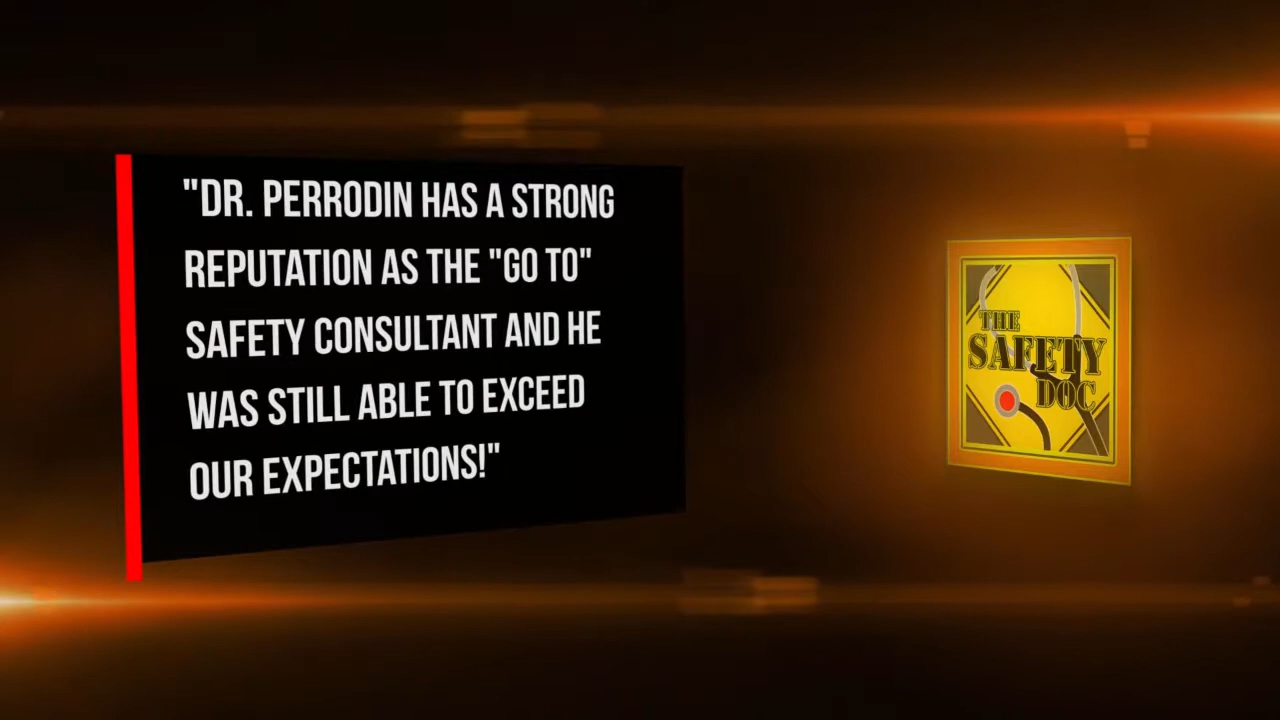 "DR. PERRODIN HAS A STRONG
REPUTATION AS THE "GO TO"
SAFETY CONSULTANT AND HE
WAS STILL ABLE TO EXCEED
OUR EXPECTATIONS!"
THE
SAFETY
DOC